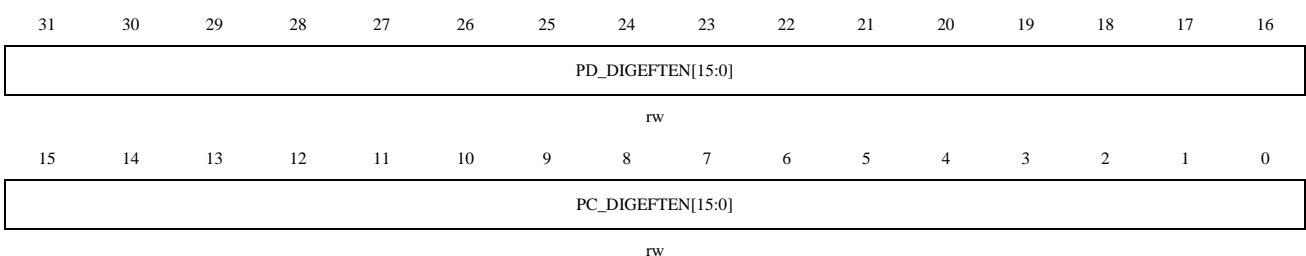 31 30 29 28 27 26 25 24 23 22 21 20 19 18 17 16
PD_DIGEFTEN[15:0]
rw
15 14 13 12 11 10 9 8 7 6 5 4 3 2 1 0
PC_DIGEFTEN[15:0]
rw